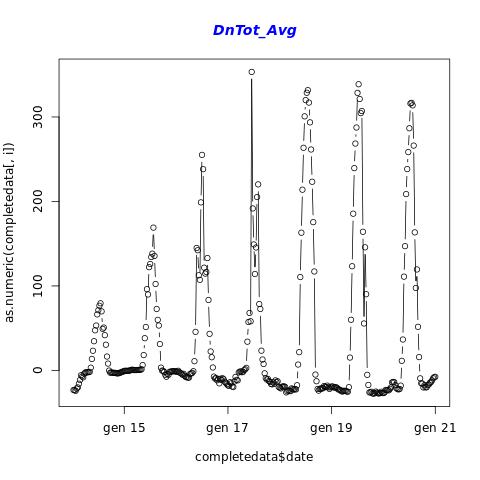 DnTot_Avg
as.numeric(completedata[, i])
300
200
100
0
gen 15
gen 17
gen 19
gen 21
completedata$date